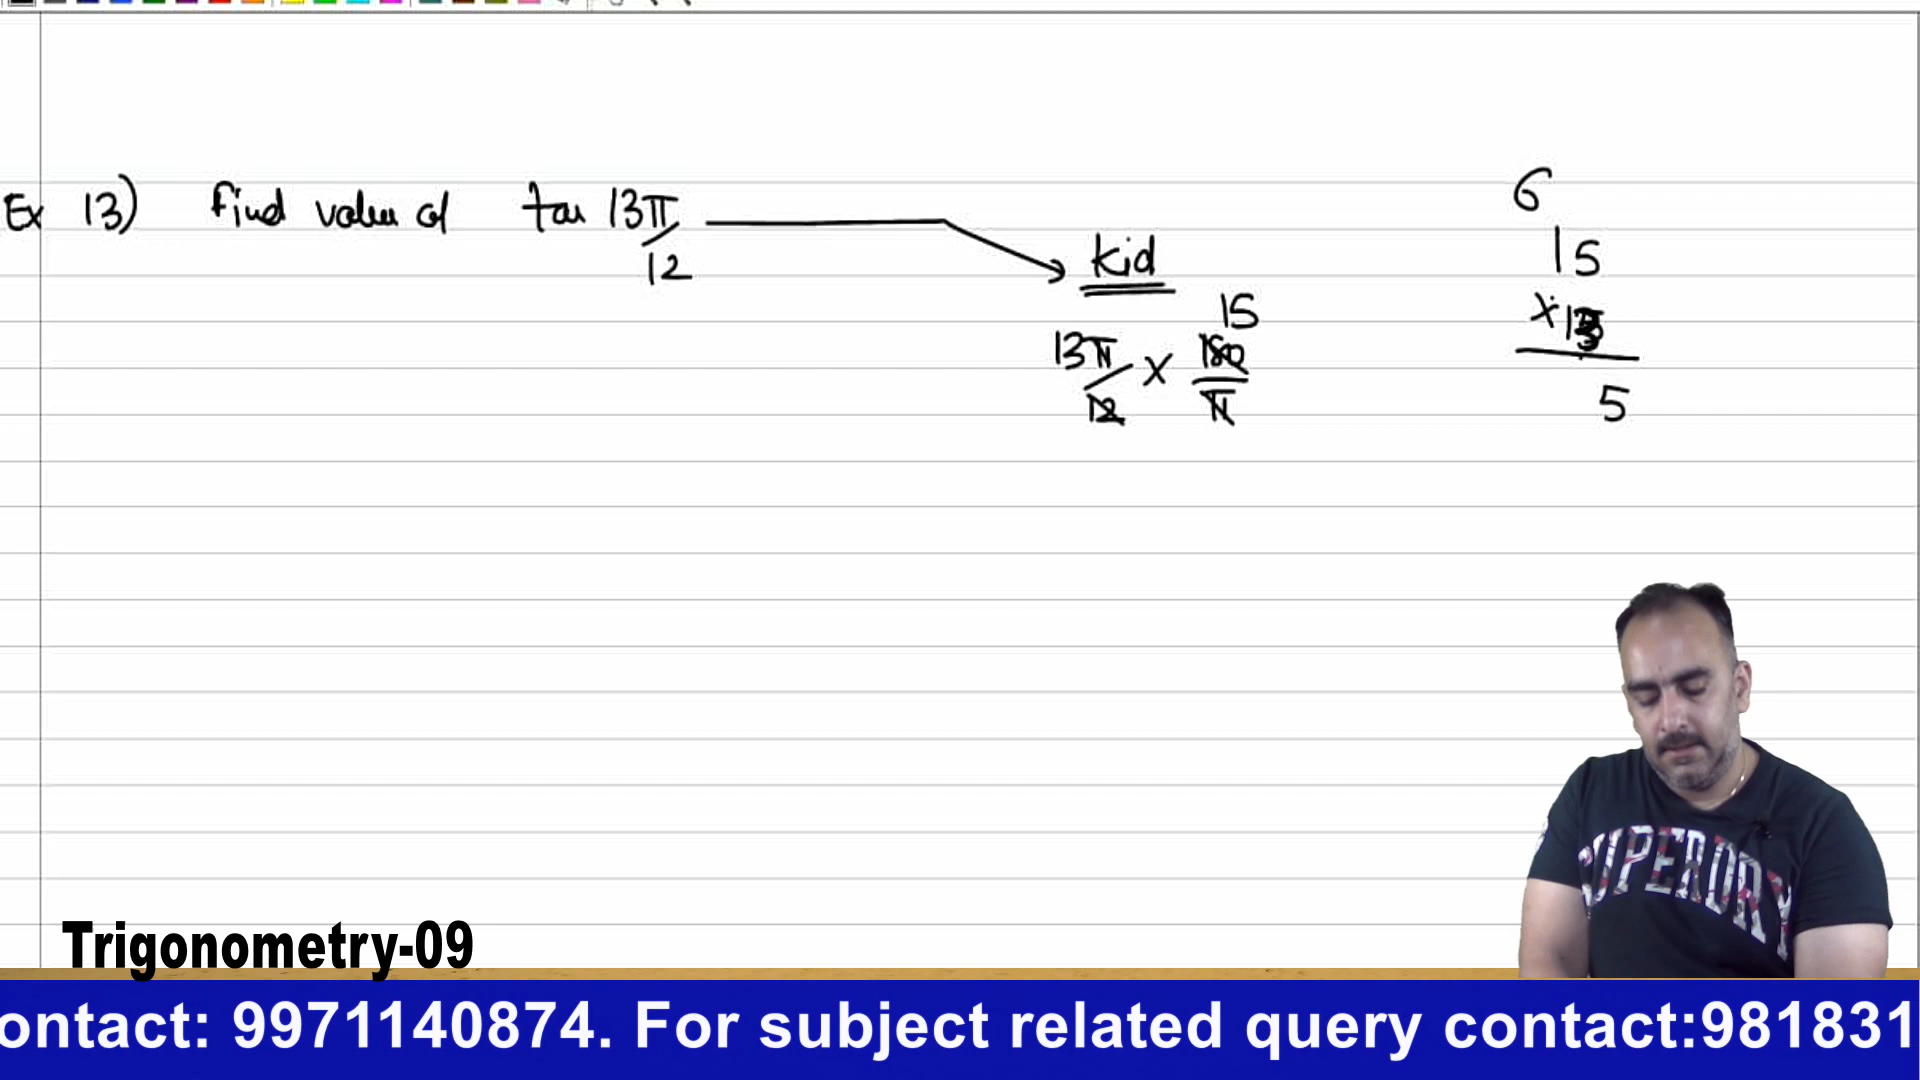 Ex 13) find value of tan 13π/12
kid
15
13π/12 × 180/π
6
15
×13
5
SUPERDRY
Trigonometry-09
ontact: 9971140874. For subject related query contact:981831